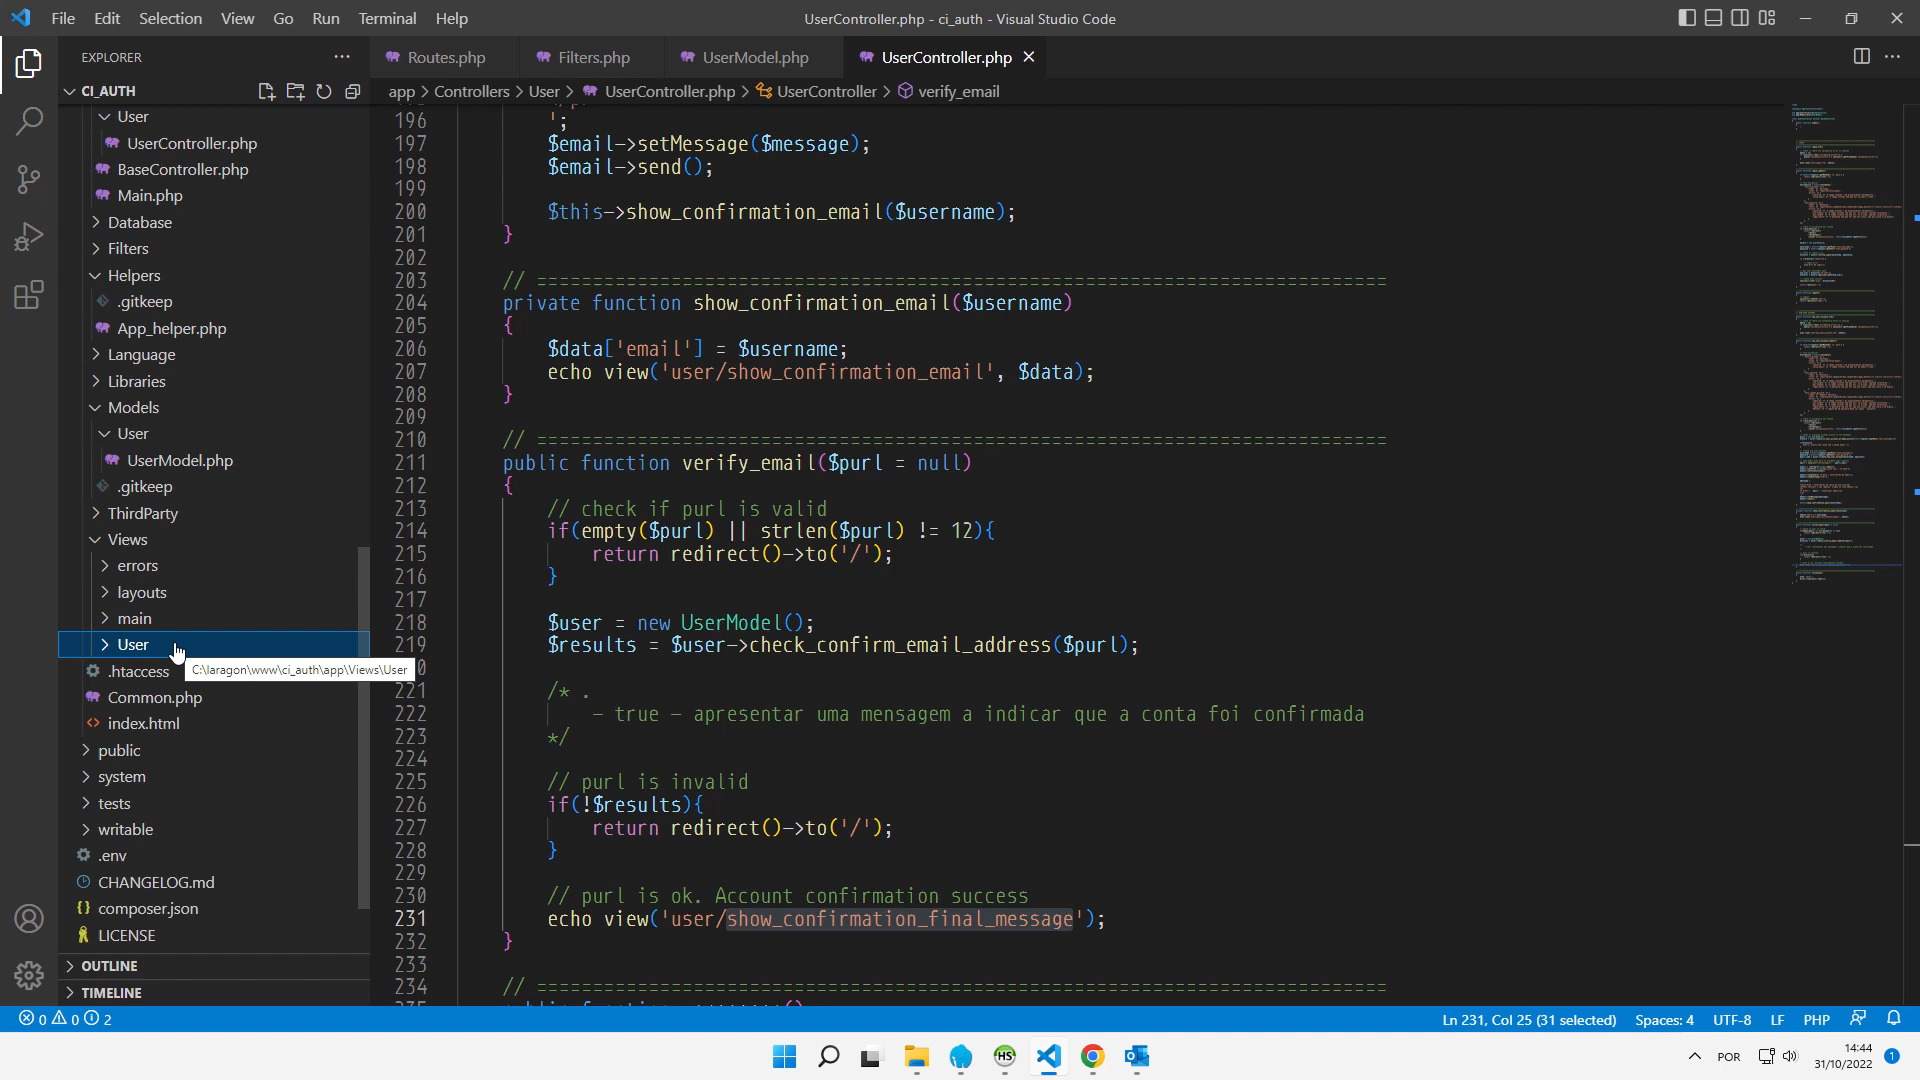 File Edit Selection View Go Run Terminal Help
UserController.php - ci_auth - Visual Studio Code
EXPLORER
Routes.php
Filters.php
UserModel.php
UserController.php
CI_AUTH
app > Controllers > User > UserController.php > UserController > verify_email
User
UserController.php
BaseController.php
Main.php
Database
Filters
Helpers
.gitkeep
App_helper.php
Language
Libraries
Models
User
UserModel.php
.gitkeep
ThirdParty
Views
errors
layouts
main
User
C:\laragon\www\ci_auth\app\Views\User
.htaccess
Common.php
index.html
public
system
tests
writable
.env
CHANGELOG.md
composer.json
LICENSE
OUTLINE
TIMELINE
196 ';
197 $email->setMessage($message);
198 $email->send();
199
200 $this->show_confirmation_email($username);
201 }
202
203 // ============================================================================
204 private function show_confirmation_email($username)
205 {
206 $data['email'] = $username;
207 echo view('user/show_confirmation_email', $data);
208 }
209
210 // ============================================================================
211 public function verify_email($purl = null)
212 {
213 // check if purl is valid
214 if(empty($purl) || strlen($purl) != 12){
215 return redirect()->to('/');
216 }
217
218 $user = new UserModel();
219 $results = $user->check_confirm_email_address($purl);
221 /* .
222 - true - apresentar uma mensagem a indicar que a conta foi confirmada
223 */
224
225 // purl is invalid
226 if(!$results){
227 return redirect()->to('/');
228 }
229
230 // purl is ok. Account confirmation success
231 echo view('user/show_confirmation_final_message');
232 }
233
234 // ============================================================================
0 0 2
Ln 231, Col 25 (31 selected) Spaces: 4 UTF-8 LF PHP
HS
POR
14:44
31/10/2022
1